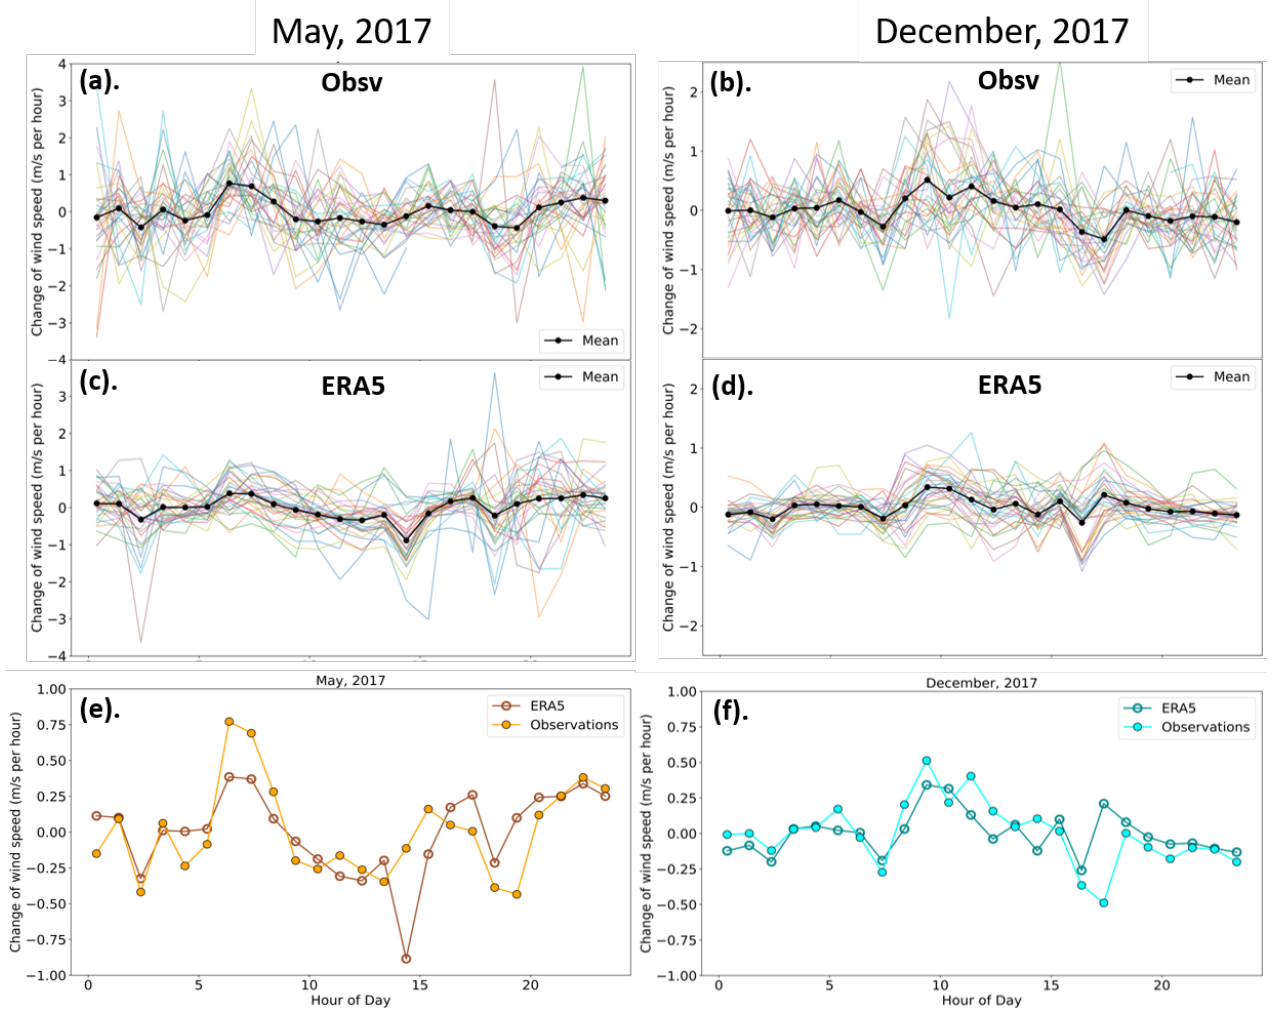 May, 2017
December, 2017
(a).
Obsv
Change of wind speed (m/s per hour)
4
3
2
1
0
−1
−2
−3
−4
Mean
(b).
Obsv
Change of wind speed (m/s per hour)
2
1
0
−1
−2
Mean
(c).
ERA5
Change of wind speed (m/s per hour)
3
2
1
0
−1
−2
−3
−4
Mean
(d).
ERA5
Change of wind speed (m/s per hour)
2
1
0
−1
−2
Mean
May, 2017
(e).
Change of wind speed (m/s per hour)
1.00
0.75
0.50
0.25
0.00
−0.25
−0.50
−0.75
−1.00
ERA5
Observations
0 5 10 15 20
Hour of Day
December, 2017
(f).
Change of wind speed (m/s per hour)
1.00
0.75
0.50
0.25
0.00
−0.25
−0.50
−0.75
−1.00
ERA5
Observations
0 5 10 15 20
Hour of Day